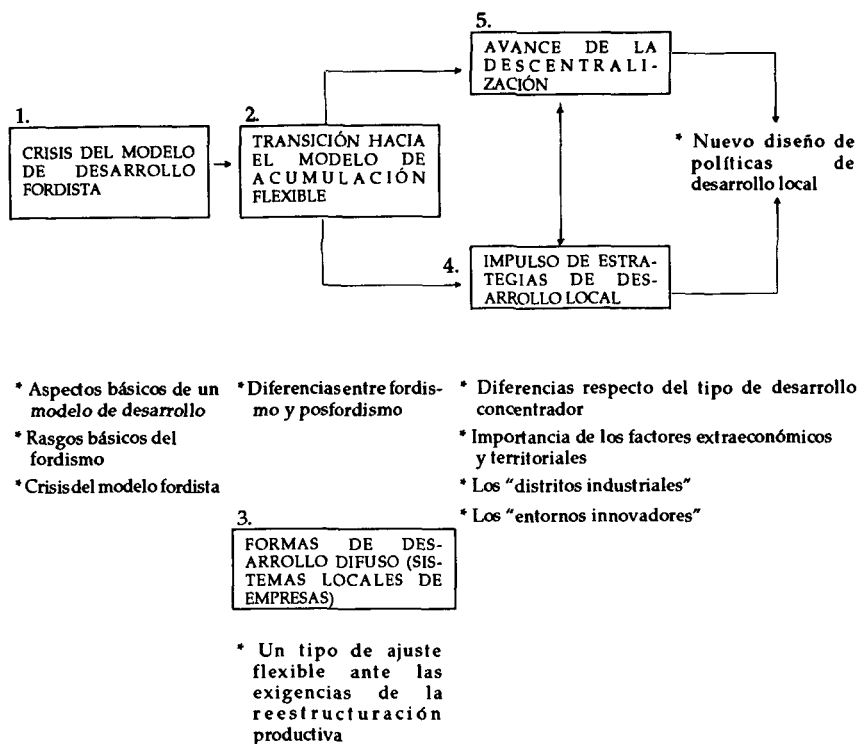 5.
AVANCE DE LA
DESCENTRALI-
ZACIÓN
1.
CRISIS DEL MODELO
DE DESARROLLO
FORDISTA
2.
TRANSICIÓN HACIA
EL MODELO DE
ACUMULACIÓN
FLEXIBLE
* Nuevo diseño de
políticas de
desarrollo local
4.
IMPULSO DE ESTRA-
TEGIAS DE DES-
ARROLLO LOCAL
* Aspectos básicos de un
modelo de desarrollo
* Rasgos básicos del
fordismo
* Crisis del modelo fordista
* Diferencias entre fordis-
mo y posfordismo
* Diferencias respecto del tipo de desarrollo
concentrador
* Importancia de los factores extraeconómicos
y territoriales
* Los "distritos industriales"
* Los "entornos innovadores"
3.
FORMAS DE DES-
ARROLLO DIFUSO (SIS-
TEMAS LOCALES DE
EMPRESAS)
* Un tipo de ajuste
flexible ante las
exigencias de la
reestructuración
productiva